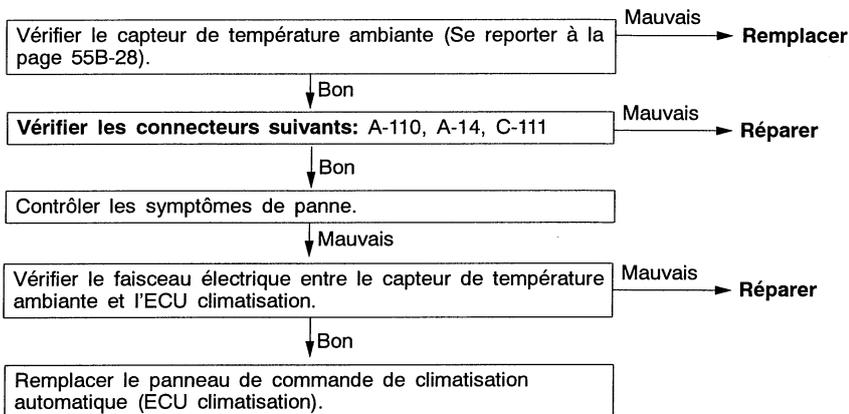 Mauvais
Vérifier le capteur de température ambiante (Se reporter à la
Remplacer
page 55B-28).
Bon
Mauvais
Vérifier les connecteurs suivants: A-110, A-14, C-111
Réparer
Bon
Contrôler les symptômes de panne.
Mauvais
Vérifier le faisceau électrique entre le capteur de température
Mauvais
ambiante et l'ECU climatisation.
Réparer
Bon
Remplacer le panneau de commande de climatisation
automatique (ECU climatisation).